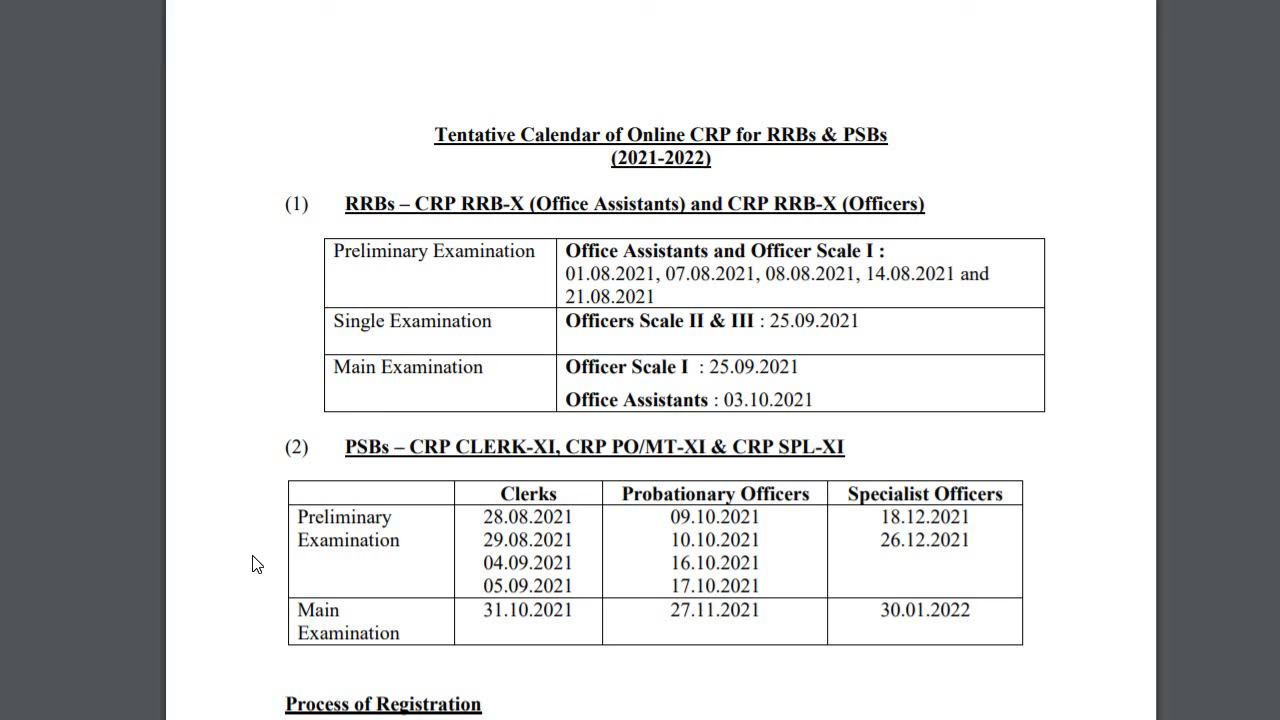 Tentative Calendar of Online CRP for RRBs & PSBs
(2021-2022)
(1) RRBs – CRP RRB-X (Office Assistants) and CRP RRB-X (Officers)
Preliminary Examination Office Assistants and Officer Scale I :
01.08.2021, 07.08.2021, 08.08.2021, 14.08.2021 and
21.08.2021
Single Examination Officers Scale II & III : 25.09.2021
Main Examination Officer Scale I : 25.09.2021
Office Assistants : 03.10.2021
(2) PSBs – CRP CLERK-XI, CRP PO/MT-XI & CRP SPL-XI
Clerks Probationary Officers Specialist Officers
Preliminary 28.08.2021 09.10.2021 18.12.2021
Examination 29.08.2021 10.10.2021 26.12.2021
04.09.2021 16.10.2021
05.09.2021 17.10.2021
Main 31.10.2021 27.11.2021 30.01.2022
Examination
Process of Registration